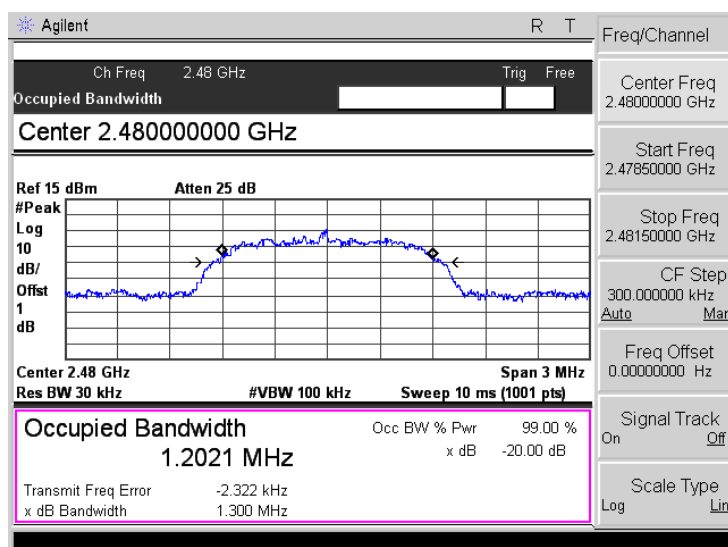 Agilent R T
Freq/Channel
Ch Freq 2.48 GHz Trig Free
Occupied Bandwidth
Center 2.480000000 GHz
Ref 15 dBm Atten 25 dB
#Peak
Log
10
dB/
Offst
1
dB
Center 2.48 GHz Span 3 MHz
Res BW 30 kHz #VBW 100 kHz Sweep 10 ms (1001 pts)
Occupied Bandwidth
1.2021 MHz
Occ BW % Pwr 99.00 %
x dB -20.00 dB
Transmit Freq Error -2.322 kHz
x dB Bandwidth 1.300 MHz
Center Freq
2.48000000 GHz
Start Freq
2.47850000 GHz
Stop Freq
2.48150000 GHz
CF Step
300.000000 kHz
Auto Man
Freq Offset
0.00000000 Hz
Signal Track
On Off
Scale Type
Log Lin